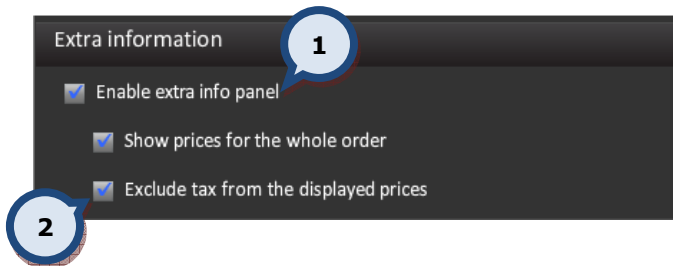 Extra information
1
Enable extra info panel
Show prices for the whole order
Exclude tax from the displayed prices
2